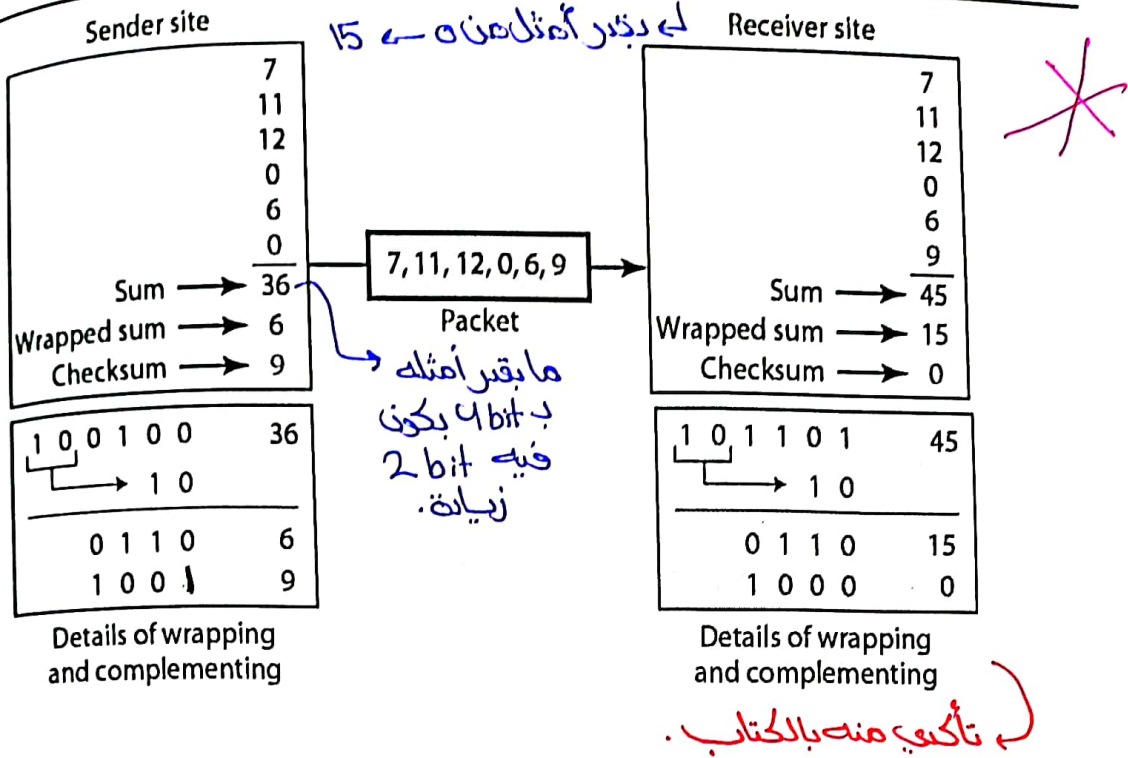 Sender site
↳ بقدر أمثل من 0 ← 15
Receiver site
7
11
12
0
6
0
Sum → 36
Wrapped sum → 6
Checksum → 9
7, 11, 12, 0, 6, 9
Packet
ما بقدر أمثله
بـ 4 bit بكون
فيه 2 bit
زيادة.
7
11
12
0
6
9
Sum → 45
Wrapped sum → 15
Checksum → 0
1 0 0 1 0 0 36
1 0
0 1 1 0 6
1 0 0 1 9
Details of wrapping
and complementing
1 0 1 1 0 1 45
1 0
0 1 1 0 15
1 0 0 0 0
Details of wrapping
and complementing
تأكدي منه بالكتاب.